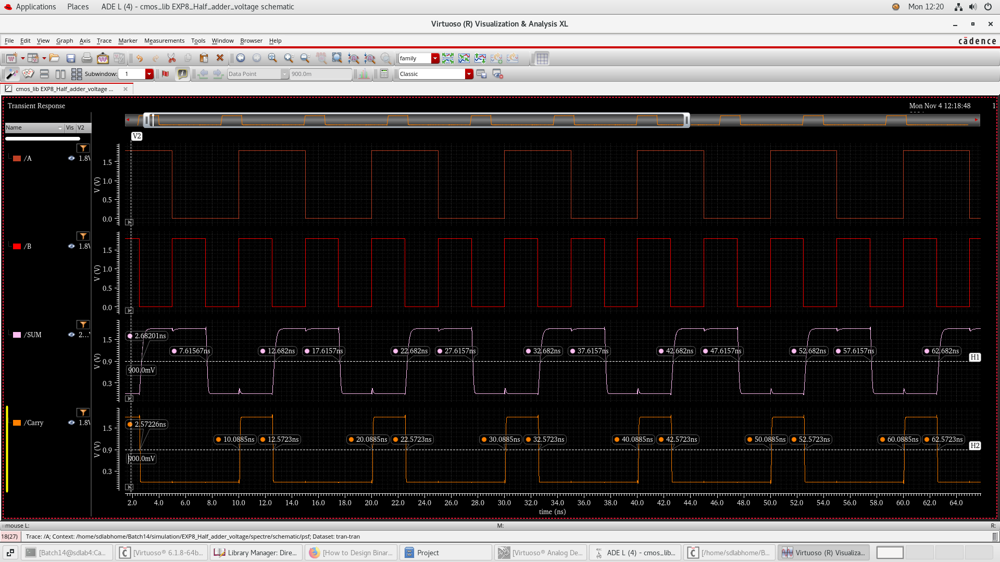 Applications Places ADE L (4) - cmos_lib EXP8_Half_adder_voltage schematic Mon 12:20
Virtuoso (R) Visualization & Analysis XL
File Edit View Graph Axis Trace Marker Measurements Tools Options Window Browser Help
cādence
family
Subwindow: 1 Data Point 900.0m Classic
cmos_lib EXP8_Half_adder_voltage ...
Transient Response Mon Nov 4 12:18:48 1
Name Vis V2
V2
/A 1.8V
1.5
1.0
0.5
0.0
V (V)
/B 1.8V
1.5
1.0
0.5
0.0
V (V)
/SUM 2...
2.68201ns
1.5
7.61567ns 12.682ns 17.6157ns 22.682ns 27.6157ns 32.682ns 37.6157ns 42.682ns 47.6157ns 52.682ns 57.6157ns 62.682ns
0.9 H1
900.0mV
0.3
V (V)
/Carry 1.8V
2.57226ns
1.5
10.0885ns 12.5723ns 20.0885ns 22.5723ns 30.0885ns 32.5723ns 40.0885ns 42.5723ns 50.0885ns 52.5723ns 60.0885ns 62.5723ns
0.9 H2
900.0mV
0.3
V (V)
2.0 4.0 6.0 8.0 10.0 12.0 14.0 16.0 18.0 20.0 22.0 24.0 26.0 28.0 30.0 32.0 34.0 36.0 38.0 40.0 42.0 44.0 46.0 48.0 50.0 52.0 54.0 56.0 58.0 60.0 62.0 64.0
time (ns)
mouse L: M: R:
18(27) Trace: /A; Context: /home/sdlabhome/Batch14/simulation/EXP8_Half_adder_voltage/spectre/schematic/psf; Dataset: tran-tran
[Batch14@sdlab4:Ca... [Virtuoso® 6.1.8-64b... Library Manager: Dire... [How to Design Binar... Project [Virtuoso® Analog De... ADE L (4) - cmos_lib... [/home/sdlabhome/B... Virtuoso (R) Visualiza...